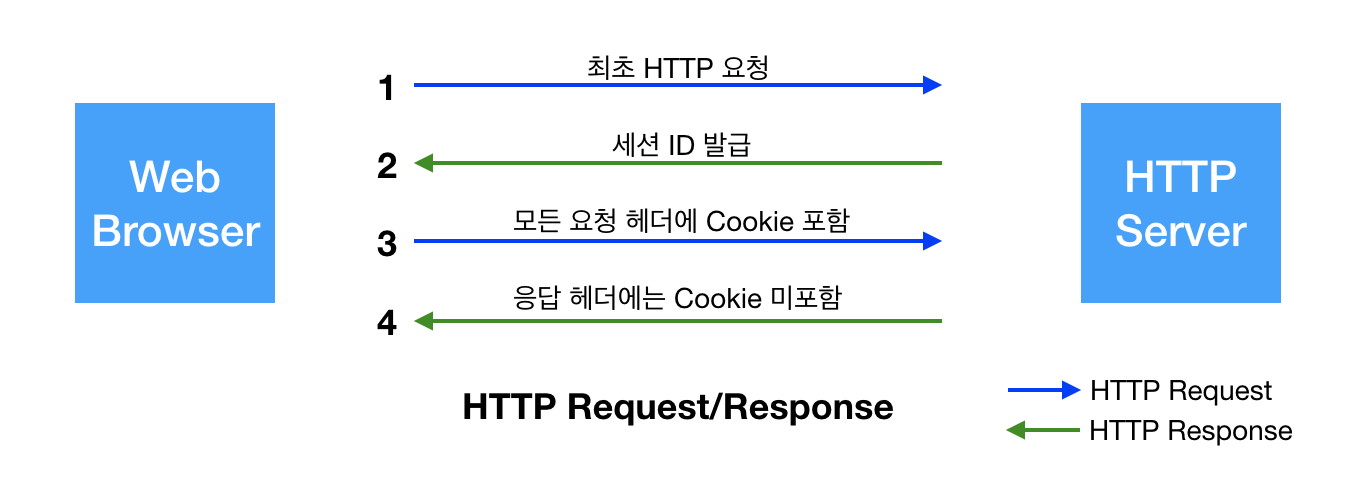 최초 HTTP 요청
1
세션 ID 발급
2
Web
Browser
HTTP
Server
모든 요청 헤더에 Cookie 포함
3
응답 헤더에는 Cookie 미포함
4
HTTP Request/Response
HTTP Request
HTTP Response